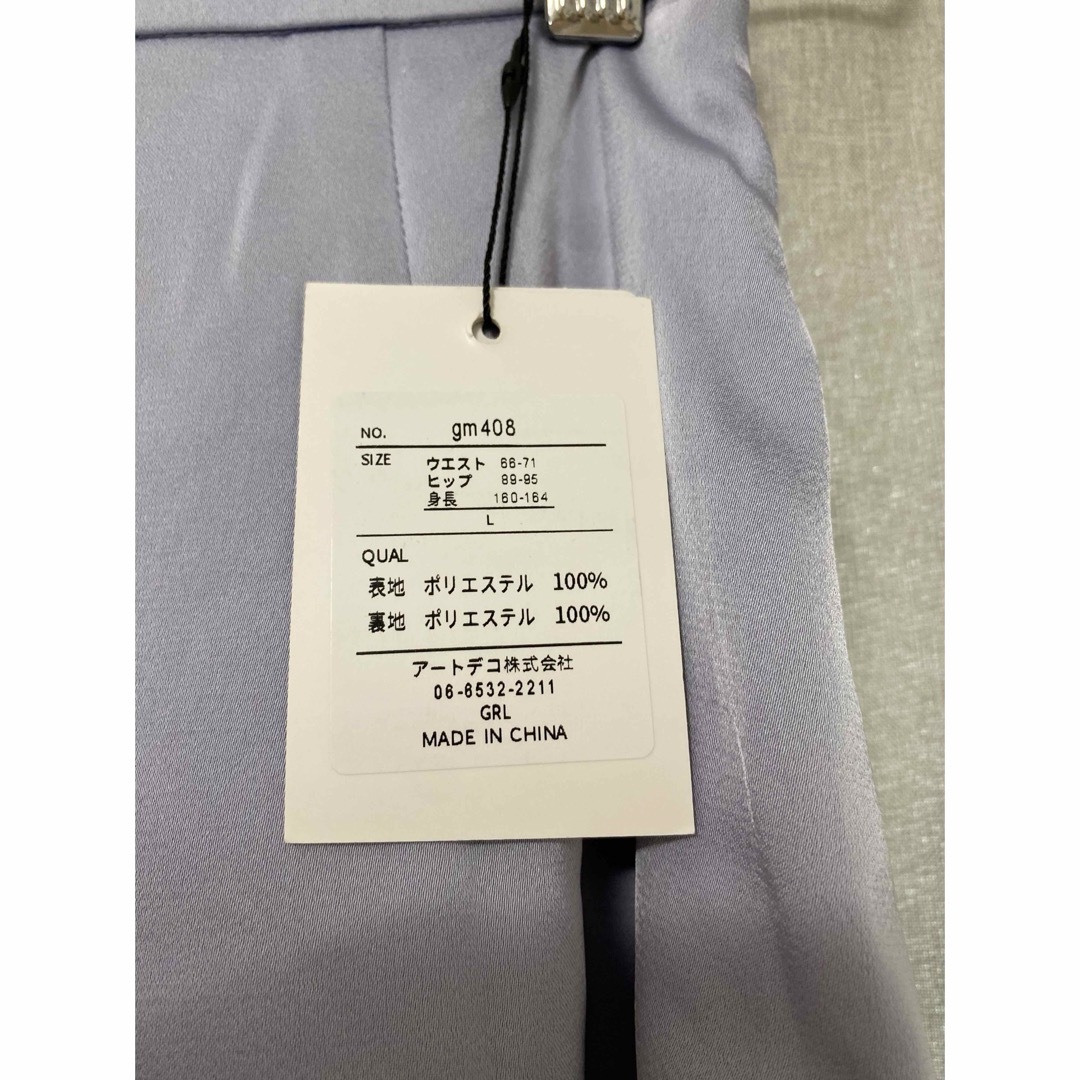 NO. gm408
SIZE ウエスト 66-71
ヒップ 89-95
身長 160-164
L
QUAL
表地 ポリエステル 100%
裏地 ポリエステル 100%
アートデコ株式会社
06-6532-2211
GRL
MADE IN CHINA